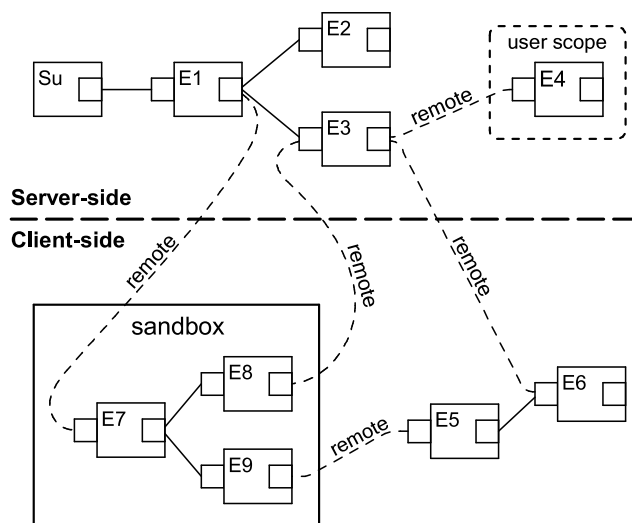 E2
user scope
Su
E1
E4
E3
remote
Server-side
Client-side
remote
remote
remote
sandbox
E8
E6
E7
E5
remote
E9